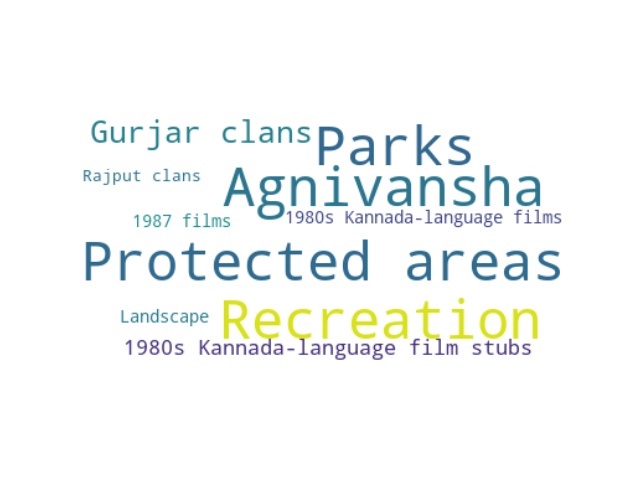 Gurjar clans
Parks
Rajput clans
Agnivansha
1987 films
1980s Kannada-language films
Protected areas
Landscape
Recreation
1980s Kannada-language film stubs